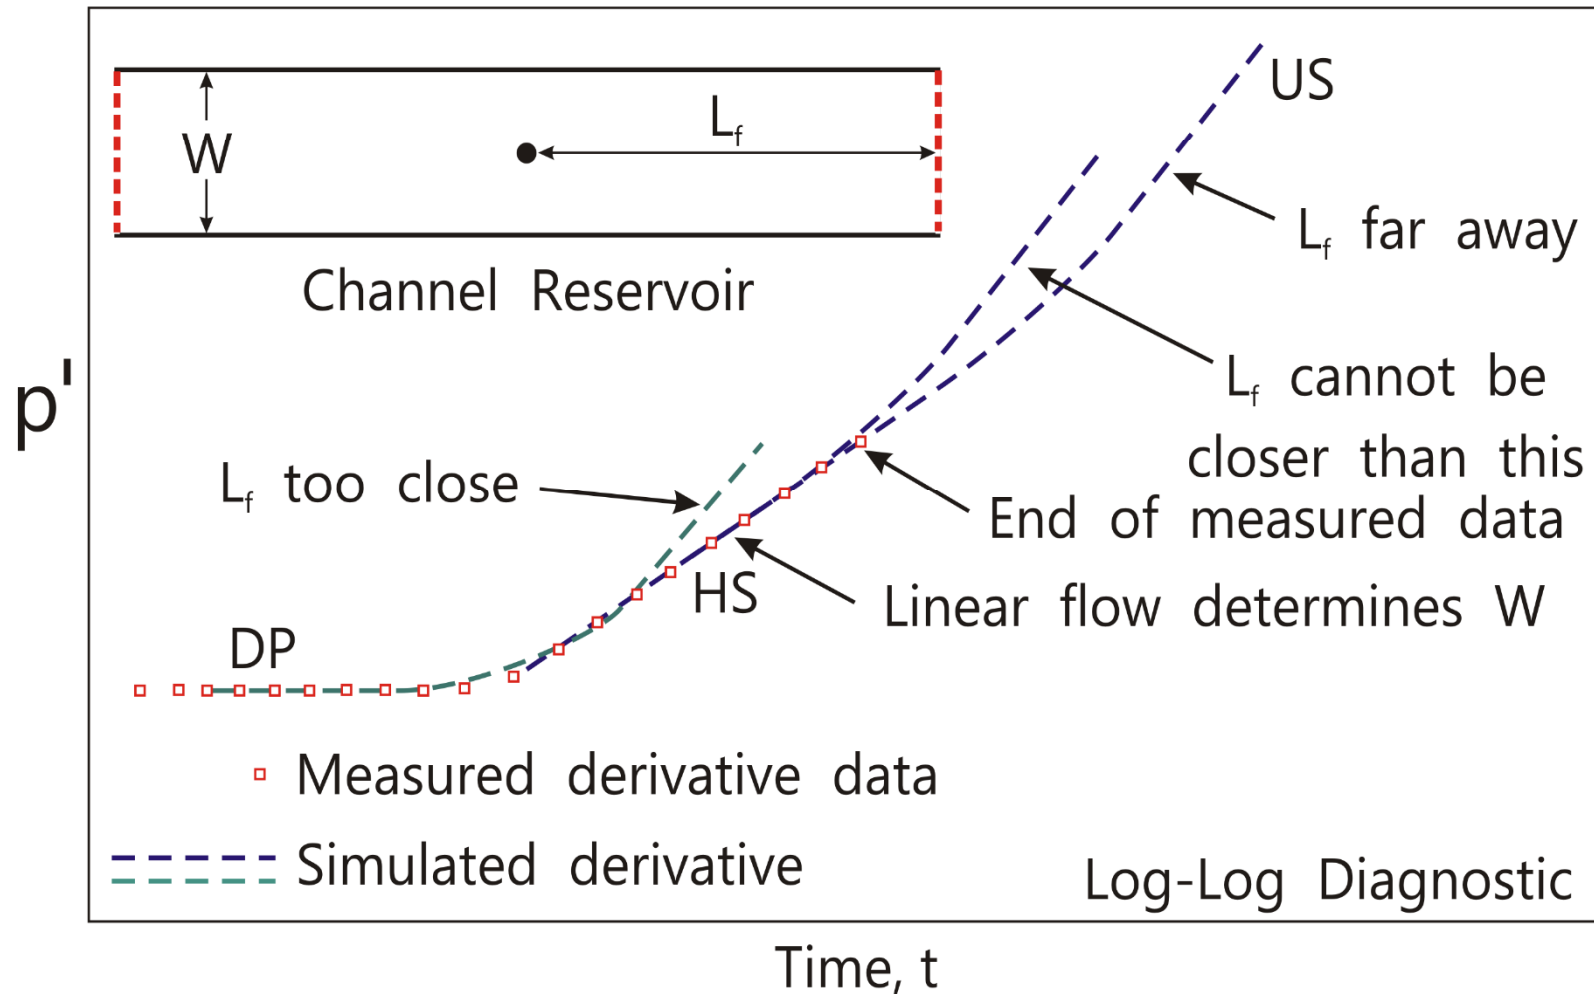 US
W
Lf
Lf far away
Channel Reservoir
p'
Lf cannot be
closer than this
Lf too close
End of measured data
HS
Linear flow determines W
DP
Measured derivative data
Simulated derivative
Log-Log Diagnostic
Time, t